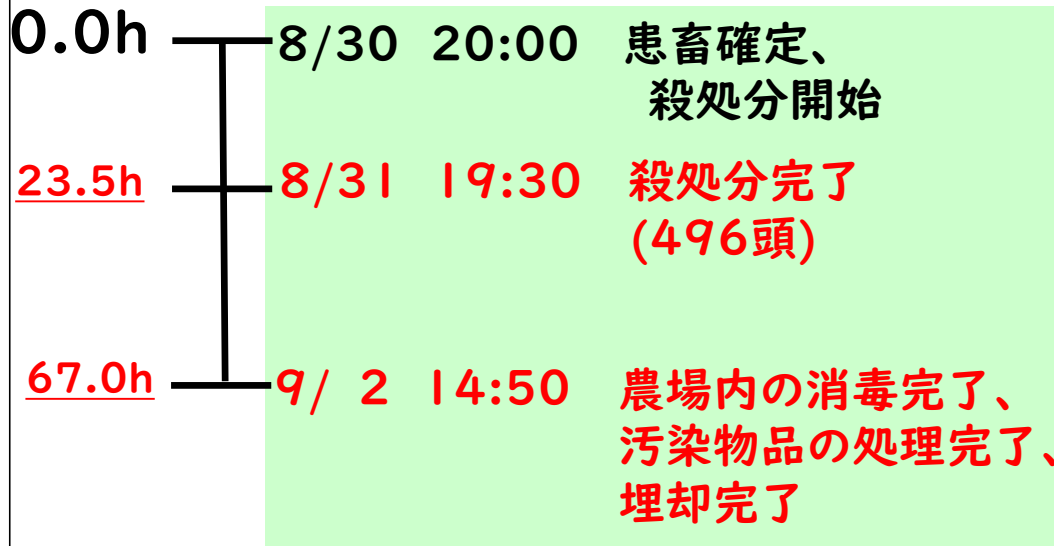 0.0h 8/30 20:00 患畜確定、
殺処分開始
23.5h 8/31 19:30 殺処分完了
(496頭)
67.0h 9/ 2 14:50 農場内の消毒完了、
汚染物品の処理完了、
埋却完了